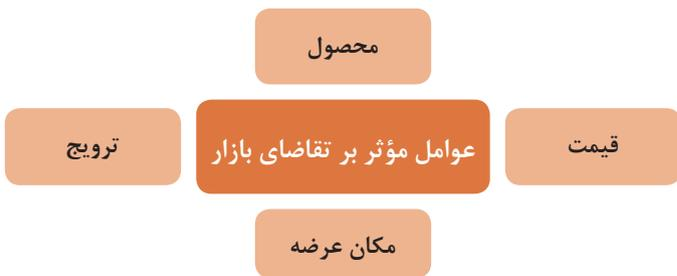 محصول
قیمت
عوامل مؤثر بر تقاضای بازار
ترویج
مکان عرضه